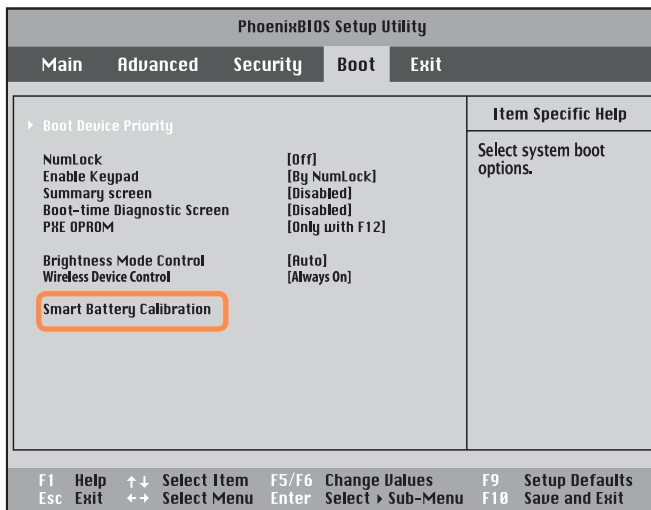 PhoenixBIOS Setup Utility
Main Advanced Security Boot Exit
Boot Device Priority
NumLock [Off]
Enable Keypad [By NumLock]
Summary screen [Disabled]
Boot-time Diagnostic Screen [Disabled]
PXE OPROM [Only with F12]
Brightness Mode Control [Auto]
Wireless Device Control [Always On]
Smart Battery Calibration
Item Specific Help
Select system boot
options.
F1 Help ↑↓ Select Item F5/F6 Change Values F9 Setup Defaults
Esc Exit ←→ Select Menu Enter Select ▸ Sub-Menu F10 Save and Exit